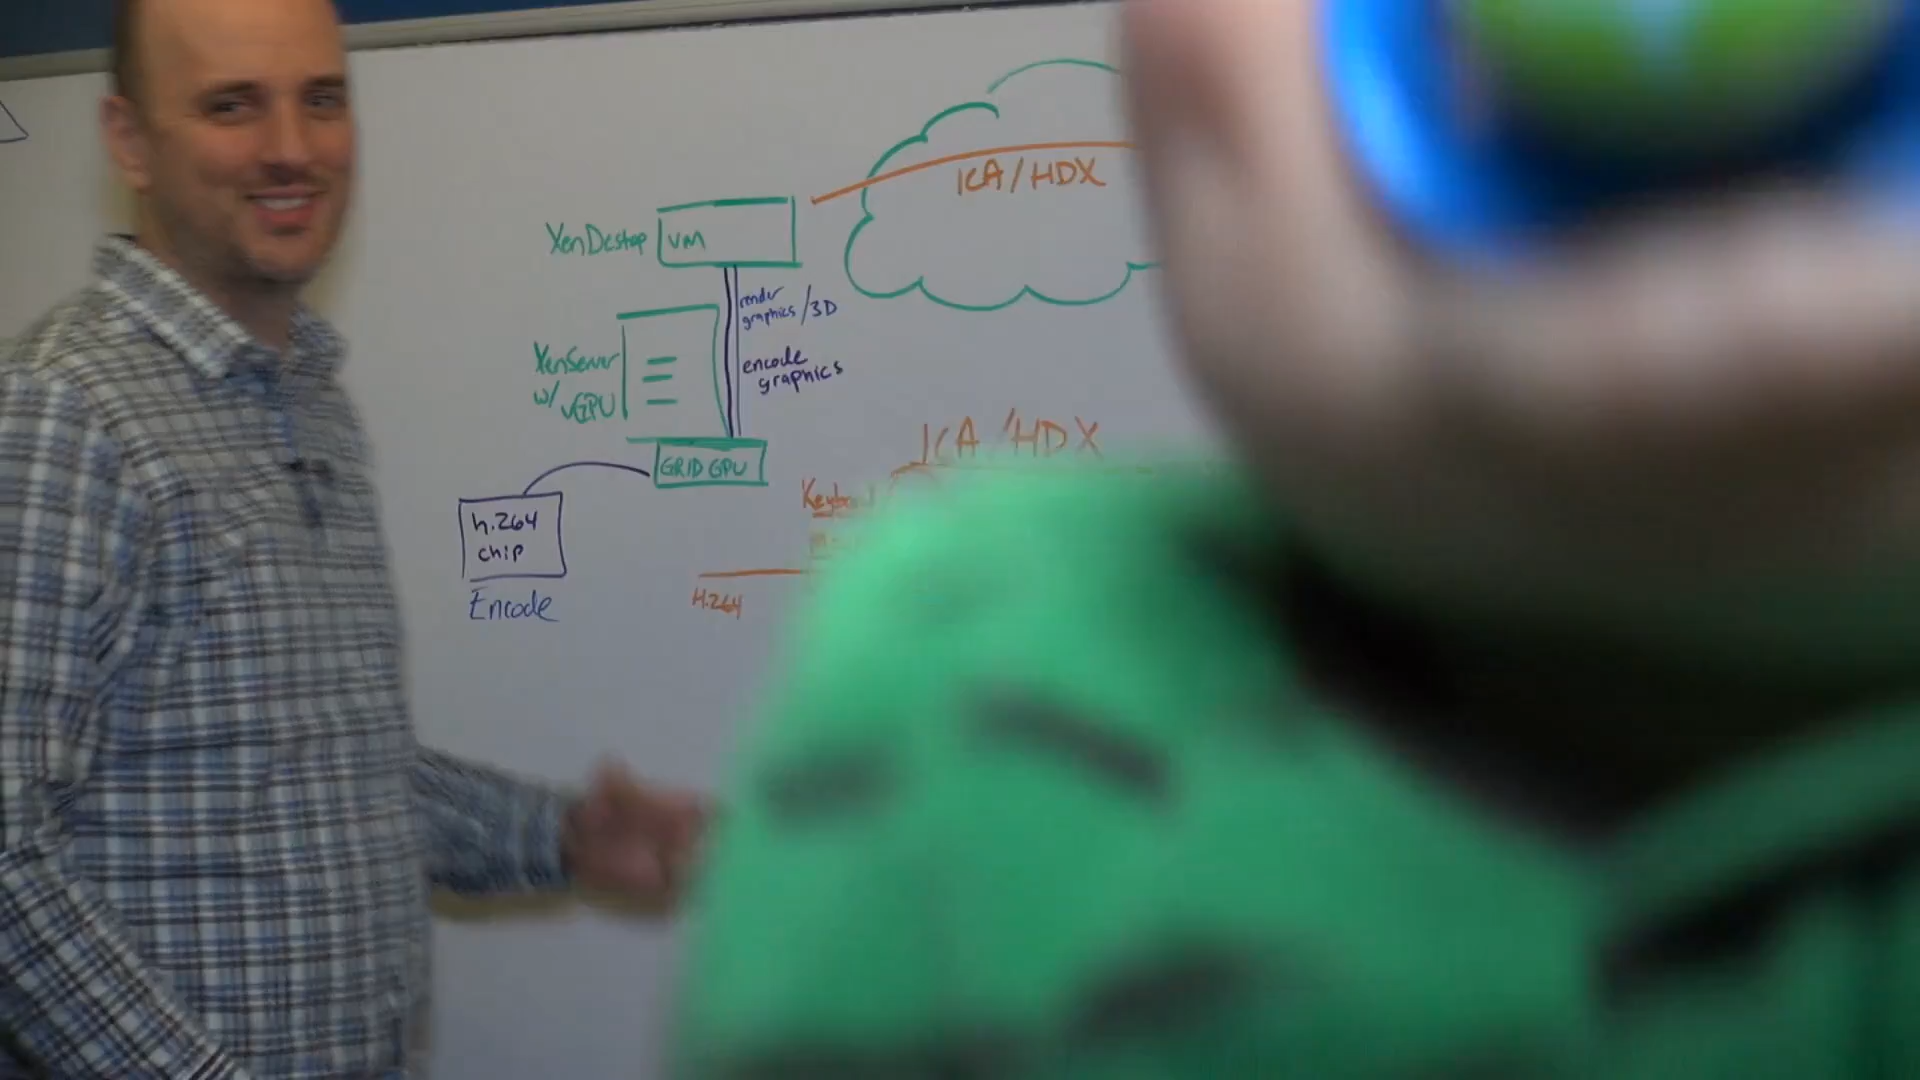 ICA/HDX
XenDestop
VM
render
graphics/3D
XenServer
w/ vGPU
encode
graphics
ICA/HDX
GRID GPU
h.264
chip
Encode
H.264